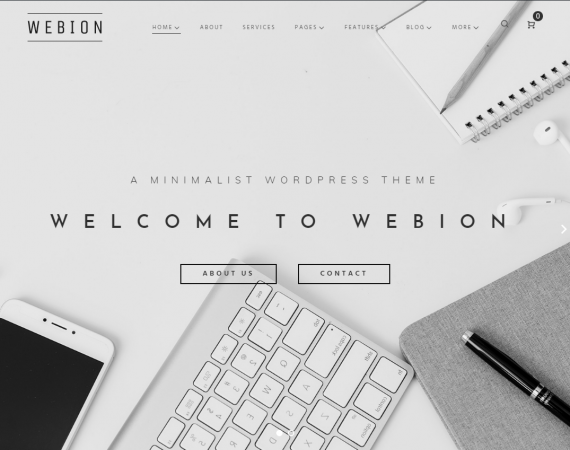 WEBION
HOME ABOUT SERVICES PAGES FEATURES BLOG MORE 0
A MINIMALIST WORDPRESS THEME
WELCOME TO WEBION
ABOUT US CONTACT